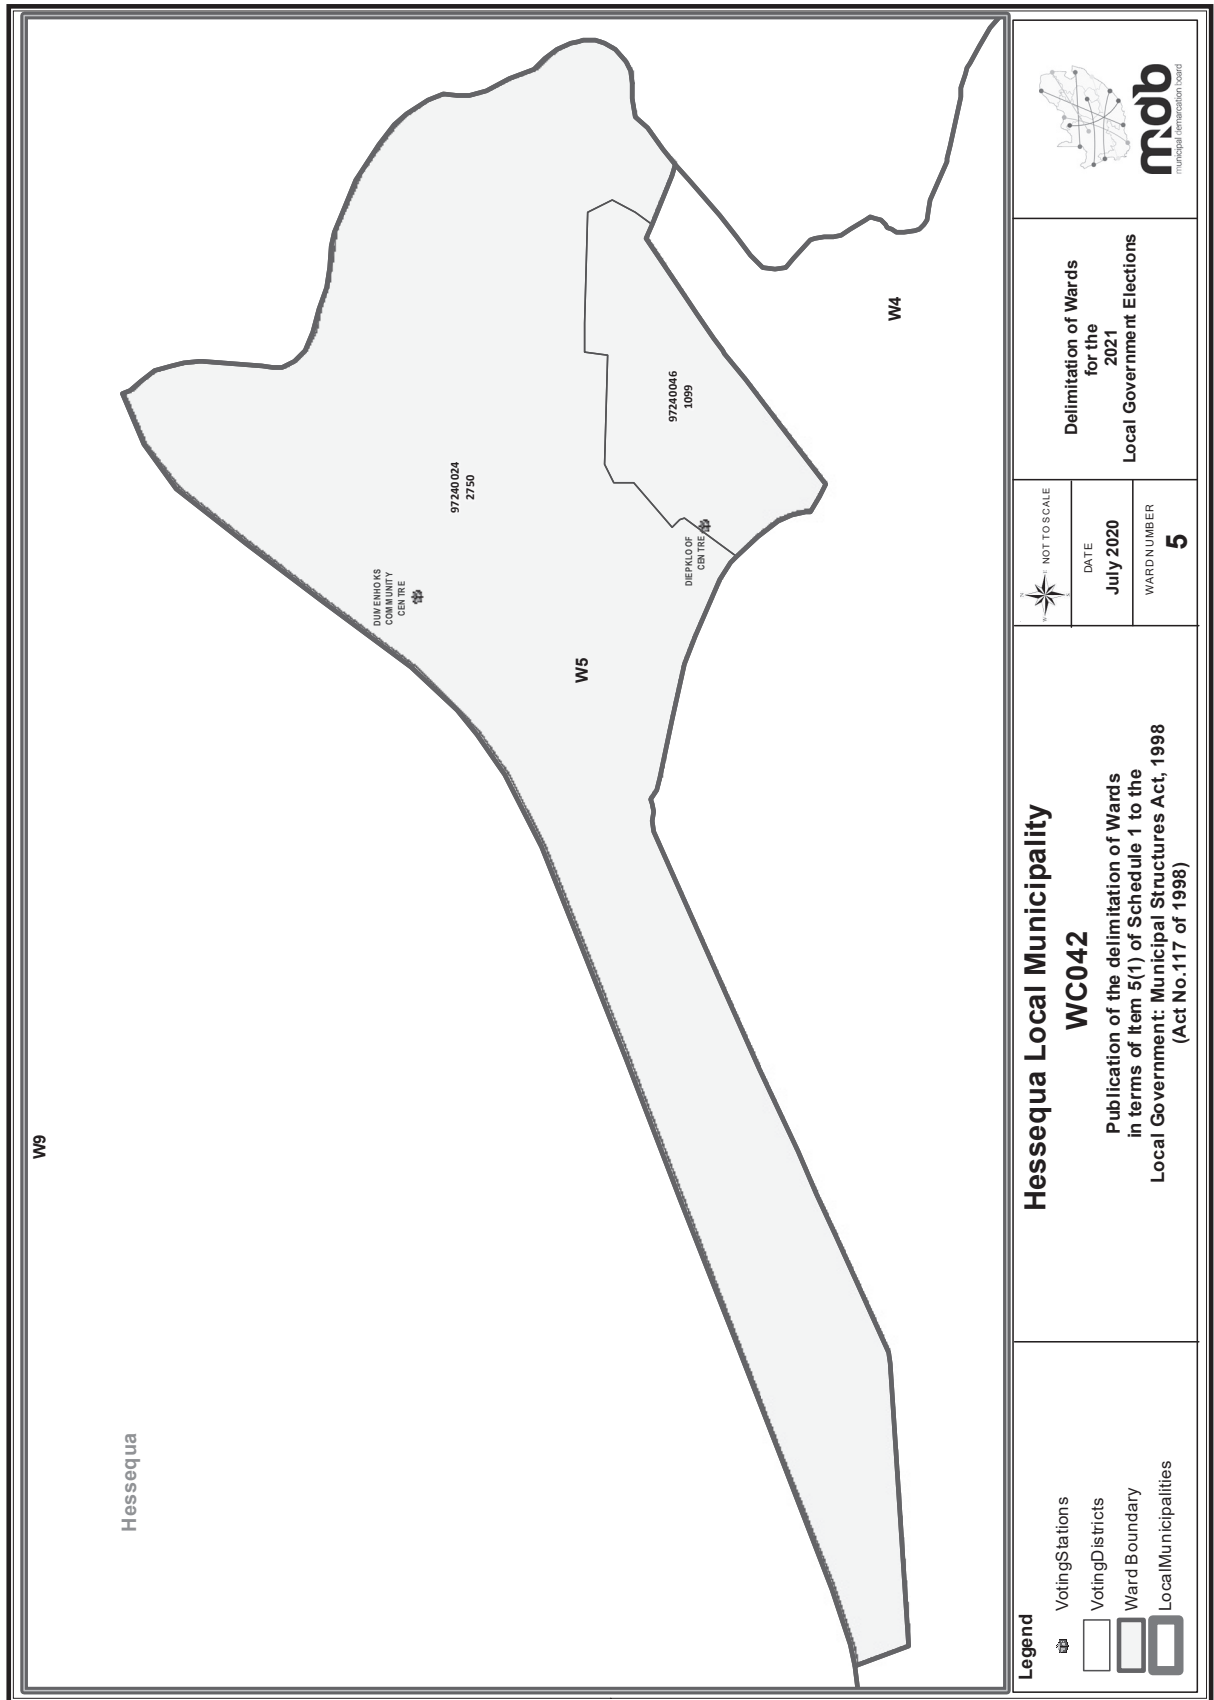 W9
Hessequa
DUIVENHOKS
COMMUNITY
CENTRE
97240024
2750
W5
DIEPKLOOF
CENTRE
97240046
1099
W4
Legend
VotingStations
VotingDistricts
Ward Boundary
LocalMunicipalities
Hessequa Local Municipality
WC042
Publication of the delimitation of Wards
in terms of Item 5(1) of Schedule 1 to the
Local Government: Municipal Structures Act, 1998
(Act No.117 of 1998)
N
W E
S
NOT TO SCALE
DATE
July 2020
WARDNUMBER
5
Delimitation of Wards
for the
2021
Local Government Elections
mdb
municipal demarcation board